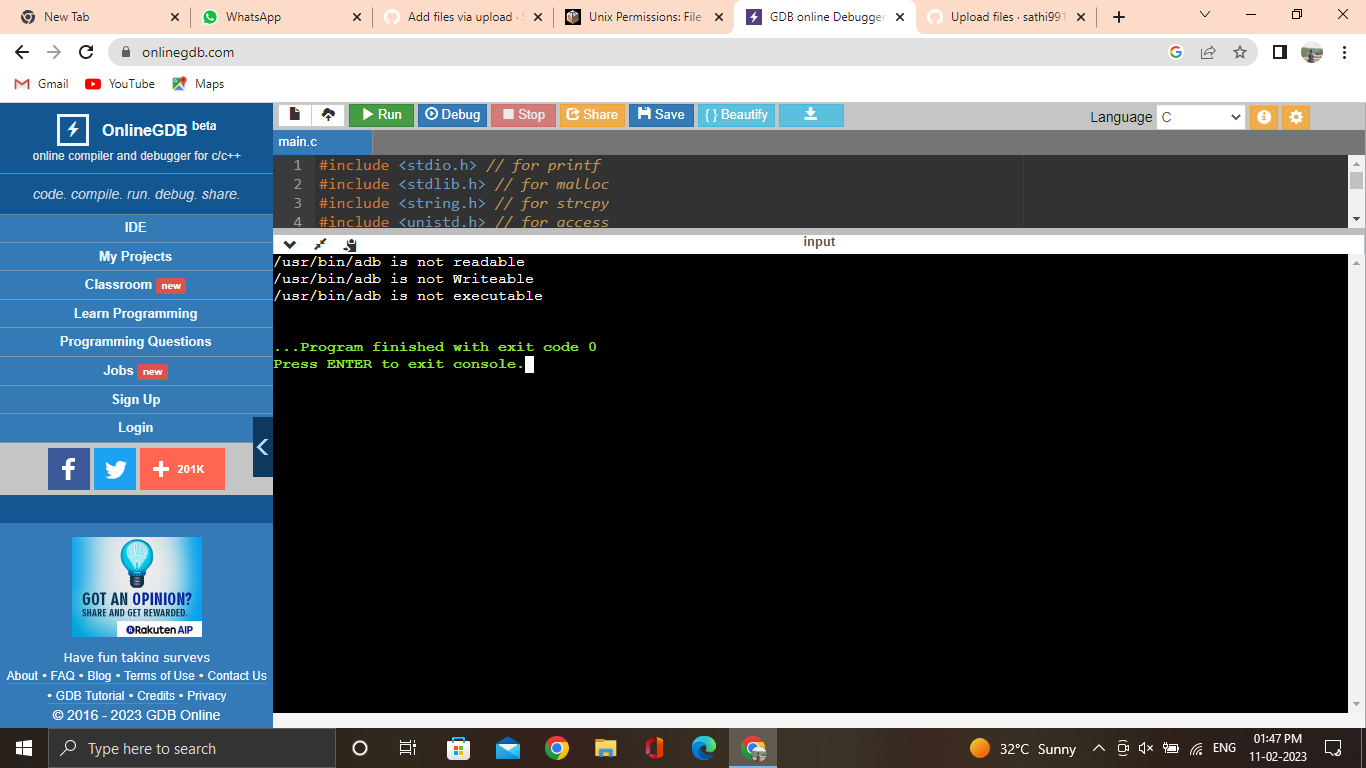 New Tab
WhatsApp
Add files via upload · S
Unix Permissions: File
GDB online Debugger
Upload files · sathi991
onlinegdb.com
Gmail
YouTube
Maps
OnlineGDB beta
online compiler and debugger for c/c++
code. compile. run. debug. share.
IDE
My Projects
Classroom new
Learn Programming
Programming Questions
Jobs new
Sign Up
Login
201K
GOT AN OPINION?
SHARE AND GET REWARDED.
Rakuten AIP
Have fun taking surveys
About • FAQ • Blog • Terms of Use • Contact Us
• GDB Tutorial • Credits • Privacy
© 2016 - 2023 GDB Online
Run Debug Stop Share Save { } Beautify
Language C
main.c
1 #include <stdio.h> // for printf
2 #include <stdlib.h> // for malloc
3 #include <string.h> // for strcpy
4 #include <unistd.h> // for access
input
/usr/bin/adb is not readable
/usr/bin/adb is not Writeable
/usr/bin/adb is not executable
...Program finished with exit code 0
Press ENTER to exit console.
Type here to search
32°C Sunny
ENG
01:47 PM
11-02-2023